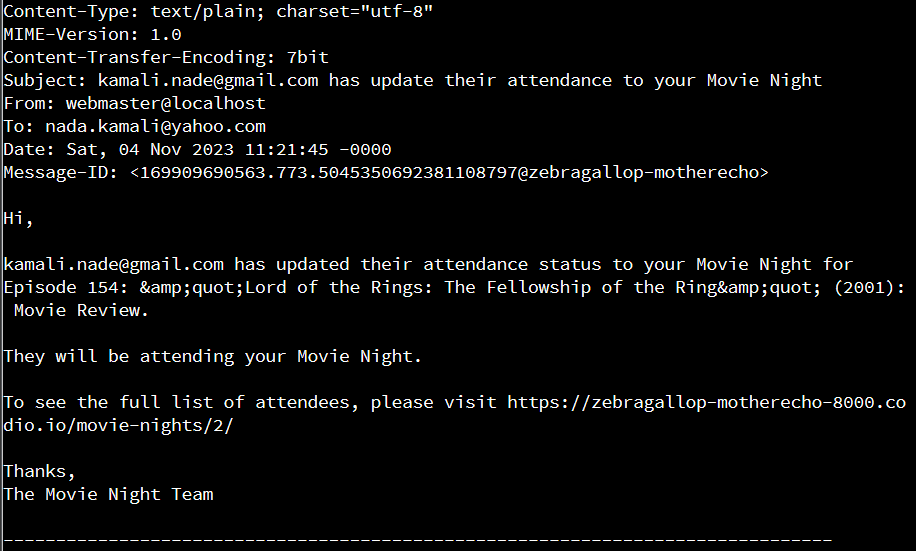 Content-Type: text/plain; charset="utf-8"
MIME-Version: 1.0
Content-Transfer-Encoding: 7bit
Subject: kamali.nade@gmail.com has update their attendance to your Movie Night
From: webmaster@localhost
To: nada.kamali@yahoo.com
Date: Sat, 04 Nov 2023 11:21:45 -0000
Message-ID: <169909690563.773.5045350692381108797@zebragallop-motherecho>
Hi,
kamali.nade@gmail.com has updated their attendance status to your Movie Night for
Episode 154: &amp;quot;Lord of the Rings: The Fellowship of the Ring&amp;quot; (2001):
 Movie Review.
They will be attending your Movie Night.
To see the full list of attendees, please visit https://zebragallop-motherecho-8000.co
dio.io/movie-nights/2/
Thanks,
The Movie Night Team
-------------------------------------------------------------------------------